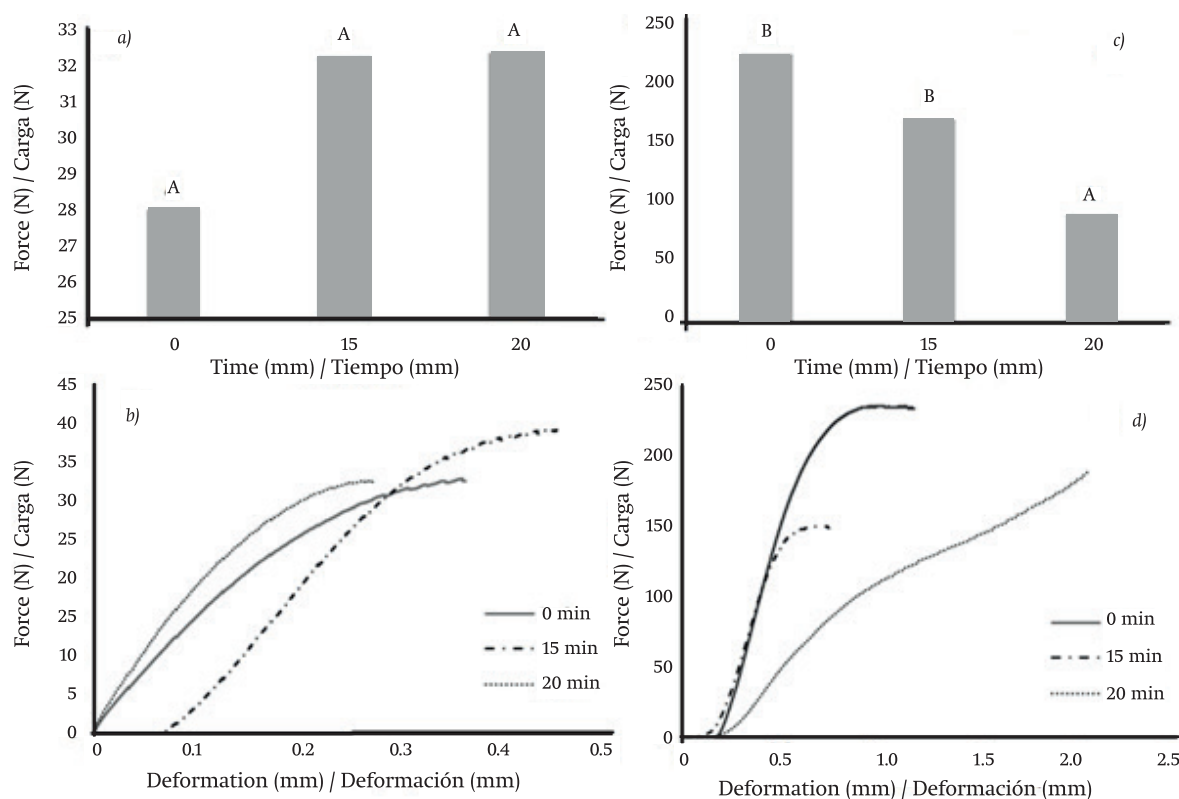 a)
Force (N) / Carga (N)
33
32
31
30
29
28
27
26
25
A
A
A
0 15 20
Time (mm) / Tiempo (mm)
c)
Force (N) / Carga (N)
250
200
150
100
50
0
B
B
A
0 15 20
Time (mm) / Tiempo (mm)
b)
Force (N) / Carga (N)
45
40
35
30
25
20
25
10
5
0
0 min
15 min
20 min
0 0.1 0.2 0.3 0.4 0.5
Deformation (mm) / Deformación (mm)
d)
Force (N) / Carga (N)
250
200
150
100
50
0
0 min
15 min
20 min
0 0.5 1.0 1.5 2.0 2.5
Deformation (mm) / Deformación (mm)